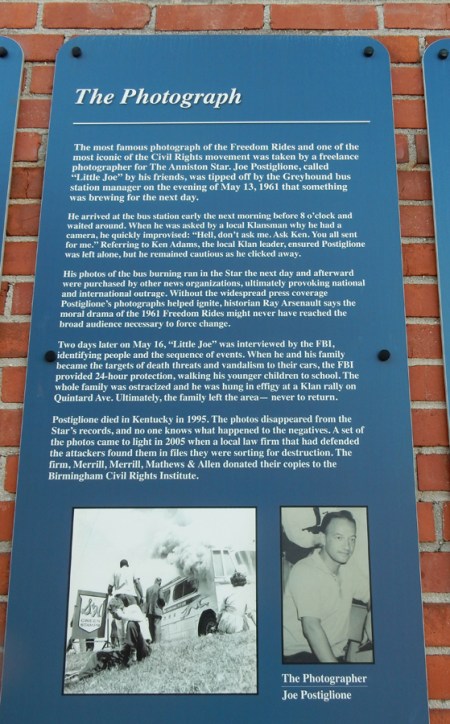 The Photograph
The most famous photograph of the Freedom Rides and one of the
most iconic of the Civil Rights movement was taken by a freelance
photographer for The Anniston Star. Joe Postiglione, called
“Little Joe” by his friends, was tipped off by the Greyhound bus
station manager on the evening of May 13, 1961 that something
was brewing for the next day.
He arrived at the bus station early the next morning before 8 o'clock and
waited around. When he was asked by a local Klansman why he had a
camera, he quickly improvised: “Hell, don't ask me. Ask Ken. You all sent
for me.” Referring to Ken Adams, the local Klan leader, ensured Postiglione
was left alone, but he remained cautious as he clicked away.
His photos of the bus burning ran in the Star the next day and afterward
were purchased by other news organizations, ultimately provoking national
and international outrage. Without the widespread press coverage
Postiglione's photographs helped ignite, historian Ray Arsenault says the
moral drama of the 1961 Freedom Rides might never have reached the
broad audience necessary to force change.
Two days later on May 16, “Little Joe” was interviewed by the FBI,
identifying people and the sequence of events. When he and his family
became the targets of death threats and vandalism to their cars, the FBI
provided 24-hour protection, walking his younger children to school. The
whole family was ostracized and he was hung in effigy at a Klan rally on
Quintard Ave. Ultimately, the family left the area— never to return.
Postiglione died in Kentucky in 1995. The photos disappeared from the
Star's records, and no one knows what happened to the negatives. A set of
the photos came to light in 2005 when a local law firm that had defended
the attackers found them in files they were sorting for destruction. The
firm, Merrill, Merrill, Mathews & Allen donated their copies to the
Birmingham Civil Rights Institute.
The Photographer
Joe Postiglione